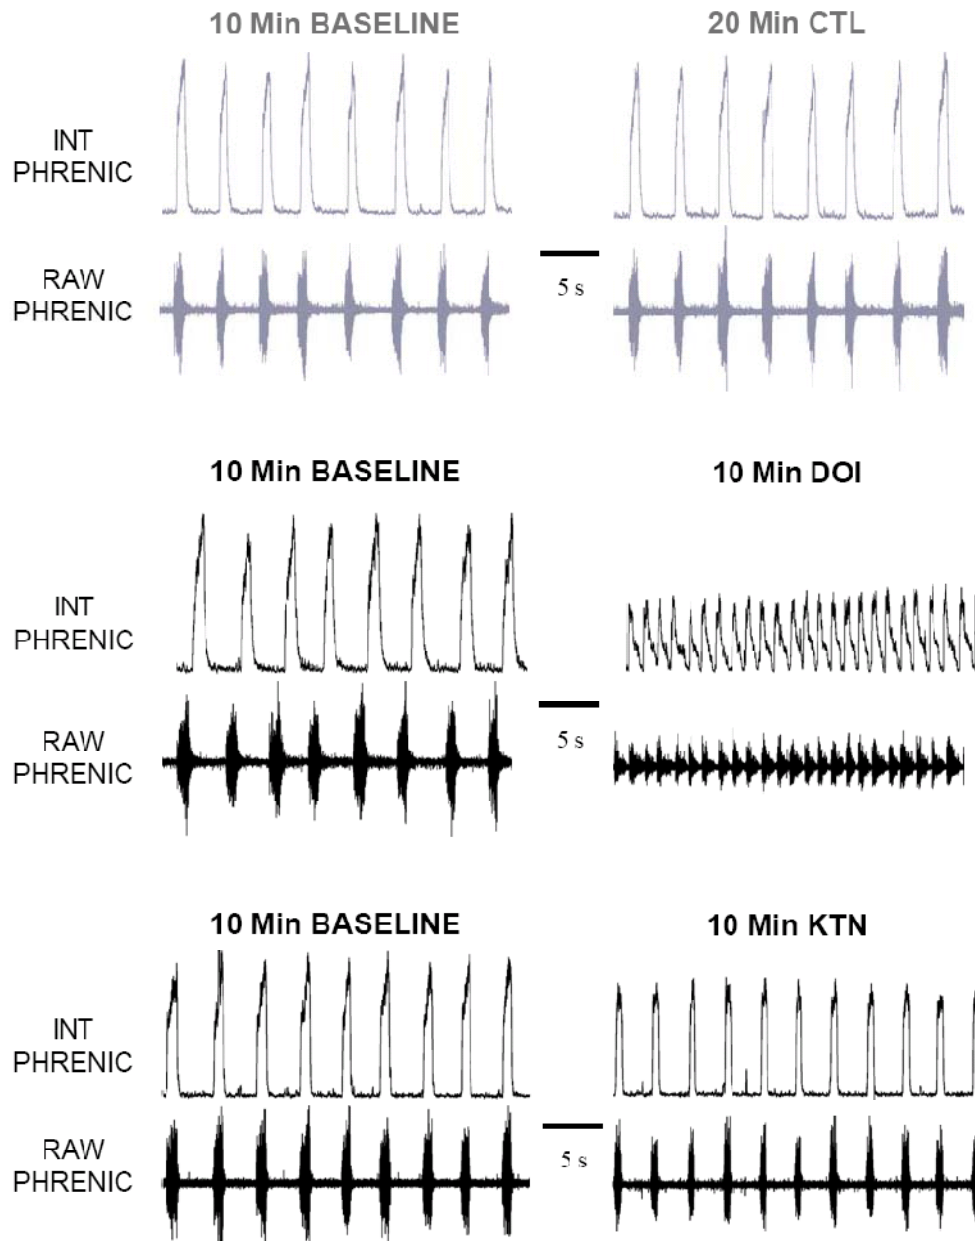 10 Min BASELINE
20 Min CTL
INT
PHRENIC
RAW
PHRENIC
5 s
10 Min BASELINE
10 Min DOI
INT
PHRENIC
RAW
PHRENIC
5 s
10 Min BASELINE
10 Min KTN
INT
PHRENIC
RAW
PHRENIC
5 s